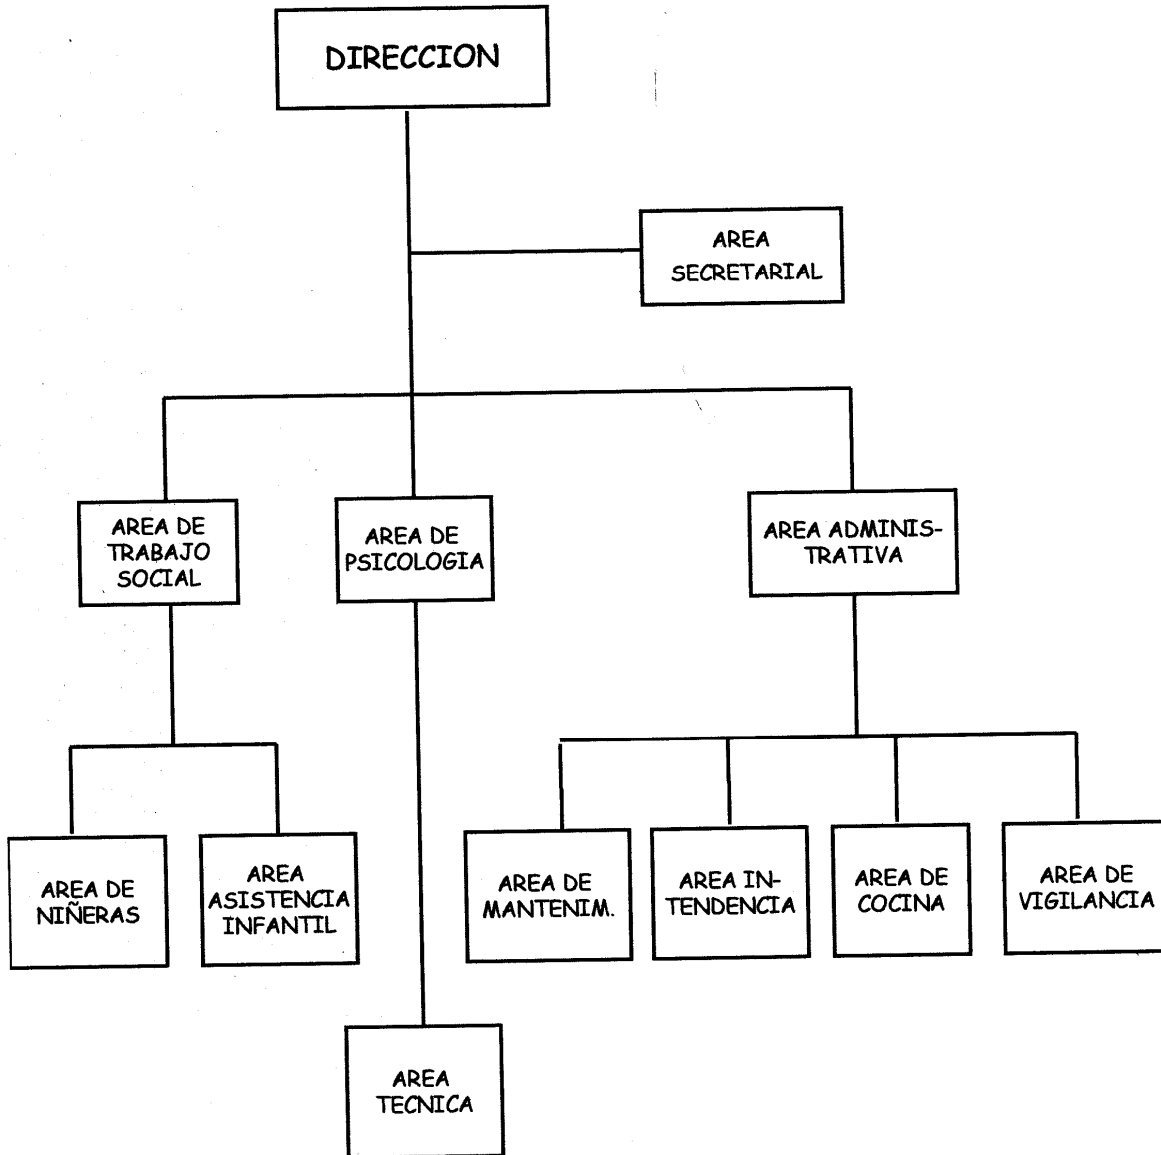 DIRECCION
AREA
SECRETARIAL
AREA DE
TRABAJO
SOCIAL
AREA DE
PSICOLOGIA
AREA ADMINIS-
TRATIVA
AREA DE
NIÑERAS
AREA
ASISTENCIA
INFANTIL
AREA DE
MANTENIM.
AREA IN-
TENDENCIA
AREA DE
COCINA
AREA DE
VIGILANCIA
AREA
TECNICA